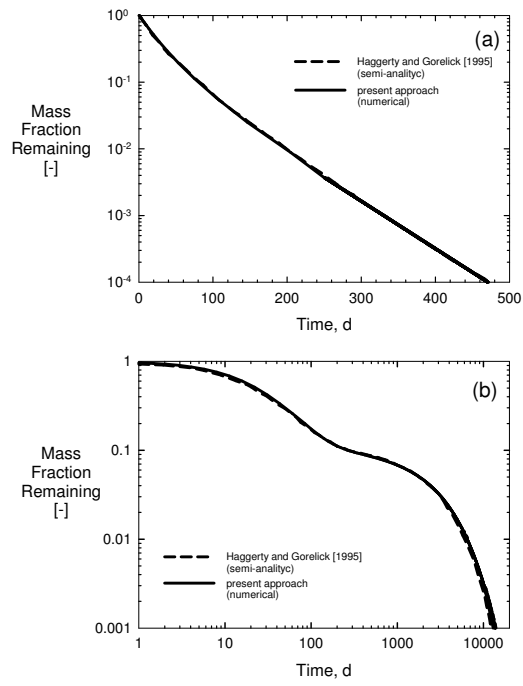 10⁰
(a)
Haggerty and Gorelick [1995]
(semi-analityc)
present approach
(numerical)
10⁻¹
Mass
Fraction
Remaining
[-]
10⁻²
10⁻³
10⁻⁴
0 100 200 300 400 500
Time, d
1
(b)
Mass
Fraction
Remaining
[-]
0.1
0.01
Haggerty and Gorelick [1995]
(semi-analityc)
present approach
(numerical)
0.001
1 10 100 1000 10000
Time, d